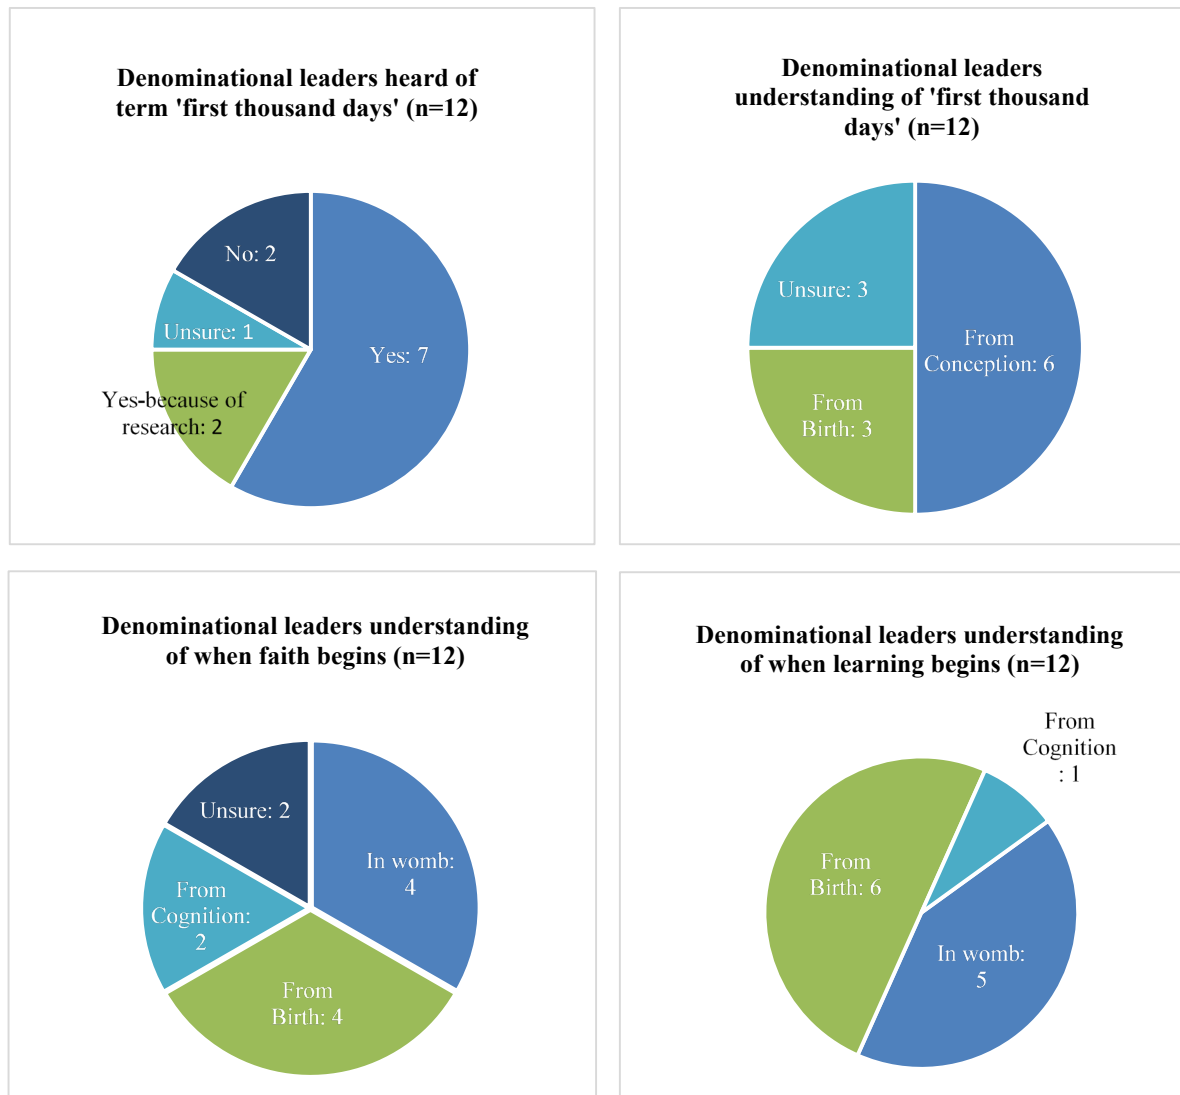 Denominational leaders heard of
term 'first thousand days' (n=12)
No: 2
Unsure: 1
Yes: 7
Yes-because of
research: 2
Denominational leaders
understanding of 'first thousand
days' (n=12)
Unsure: 3
From
Conception: 6
From
Birth: 3
Denominational leaders understanding
of when faith begins (n=12)
Unsure: 2
In womb:
4
From
Cognition:
2
From
Birth: 4
Denominational leaders understanding
of when learning begins (n=12)
From
Cognition
: 1
From
Birth: 6
In womb:
5